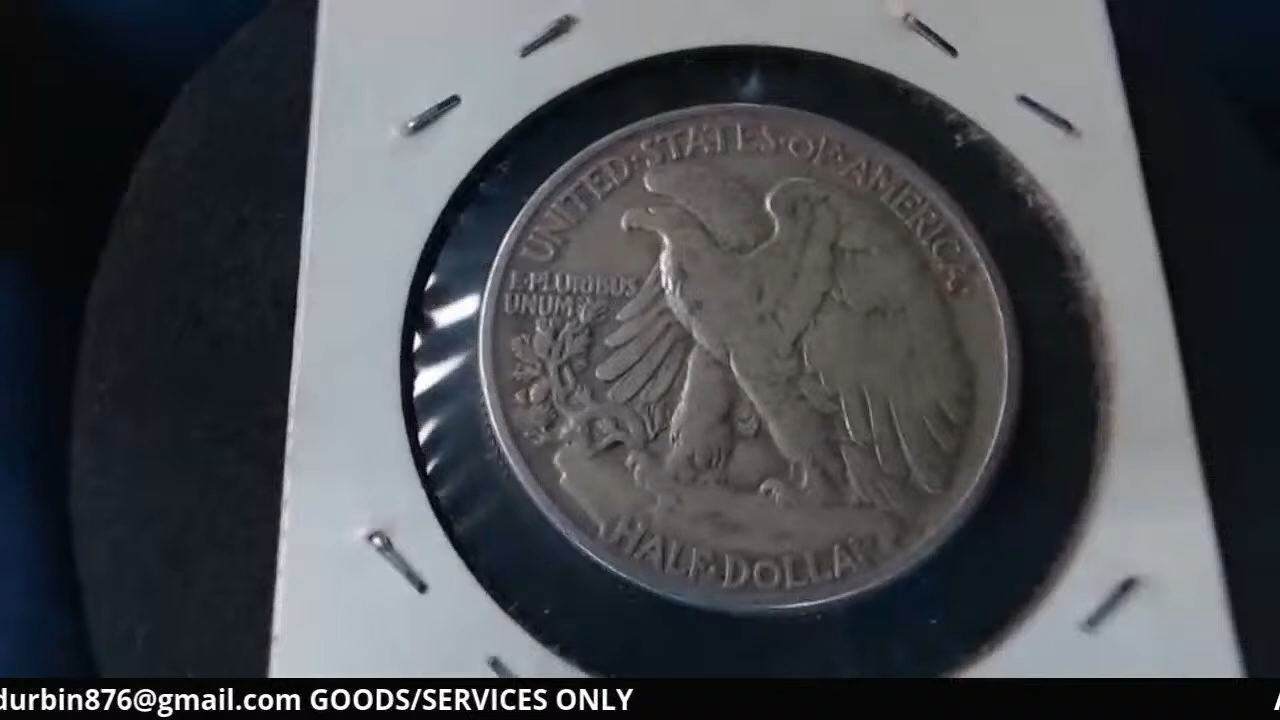 UNITED·STATES·OF·AMERICA
E·PLURIBUS
UNUM
HALF·DOLLAR
durbin876@gmail.com GOODS/SERVICES ONLY